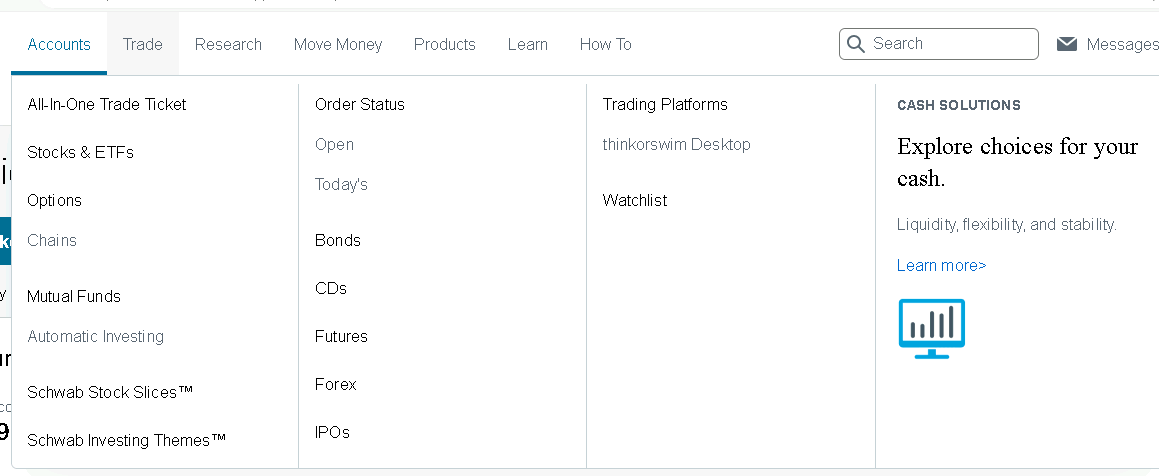 Accounts
Trade
Research
Move Money
Products
Learn
How To
Search
Messages
All-In-One Trade Ticket
Stocks & ETFs
Options
Chains
Mutual Funds
Automatic Investing
Schwab Stock Slices™
Schwab Investing Themes™
Order Status
Open
Today's
Bonds
CDs
Futures
Forex
IPOs
Trading Platforms
thinkorswim Desktop
Watchlist
CASH SOLUTIONS
Explore choices for your
cash.
Liquidity, flexibility, and stability.
Learn more>